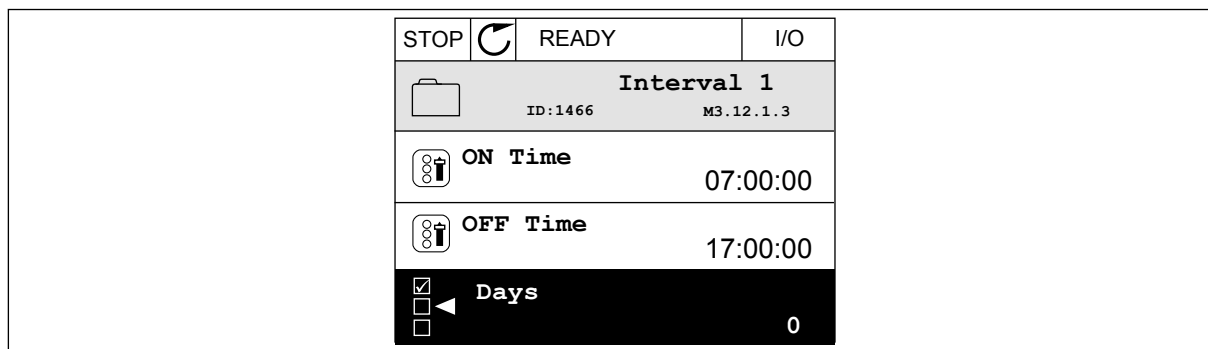 STOP READY I/O
Interval 1
ID:1466 M3.12.1.3
ON Time
07:00:00
OFF Time
17:00:00
Days
0